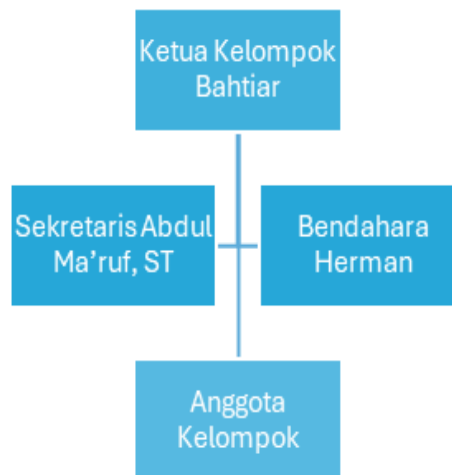 Ketua Kelompok
Bahtiar
Sekretaris Abdul
Ma’ruf, ST
Bendahara
Herman
Anggota
Kelompok